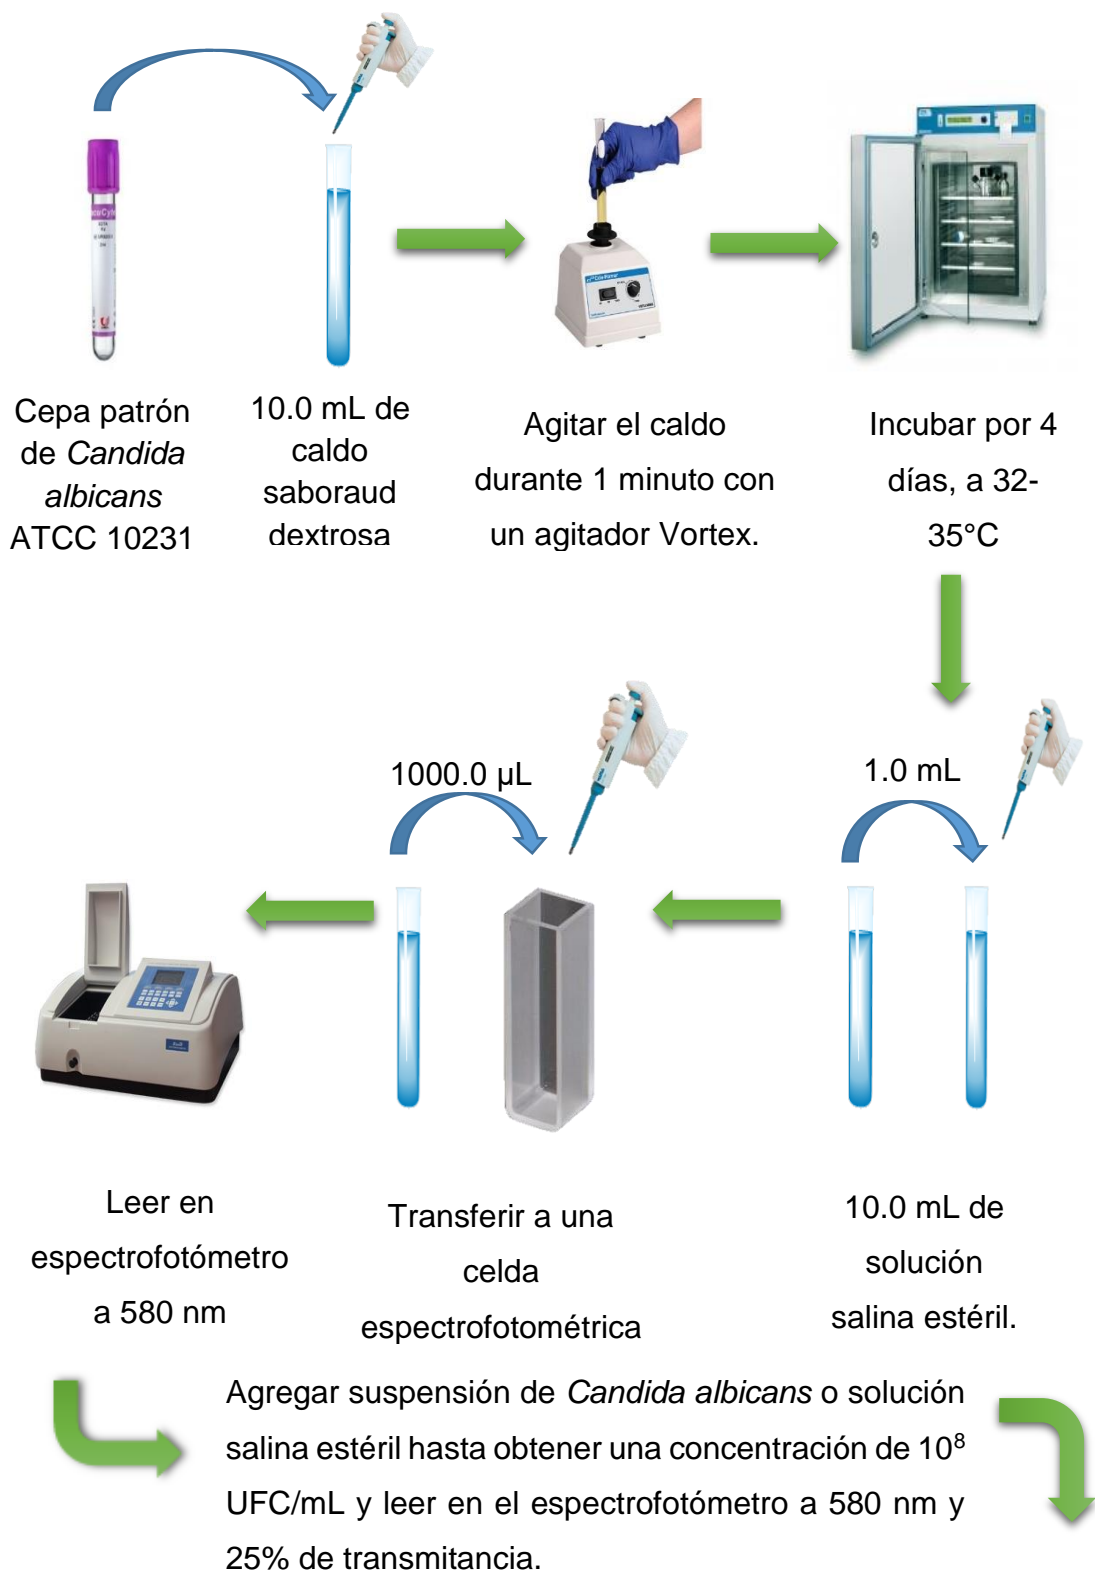 Cepa patrón
de Candida
albicans
ATCC 10231
10.0 mL de
caldo
saboraud
dextrosa
Agitar el caldo
durante 1 minuto con
un agitador Vortex.
Incubar por 4
días, a 32-
35°C
1.0 mL
10.0 mL de
solución
salina estéril.
1000.0 µL
Transferir a una
celda
espectrofotométrica
Leer en
espectrofotómetro
a 580 nm
Agregar suspensión de Candida albicans o solución
salina estéril hasta obtener una concentración de 10⁸
UFC/mL y leer en el espectrofotómetro a 580 nm y
25% de transmitancia.